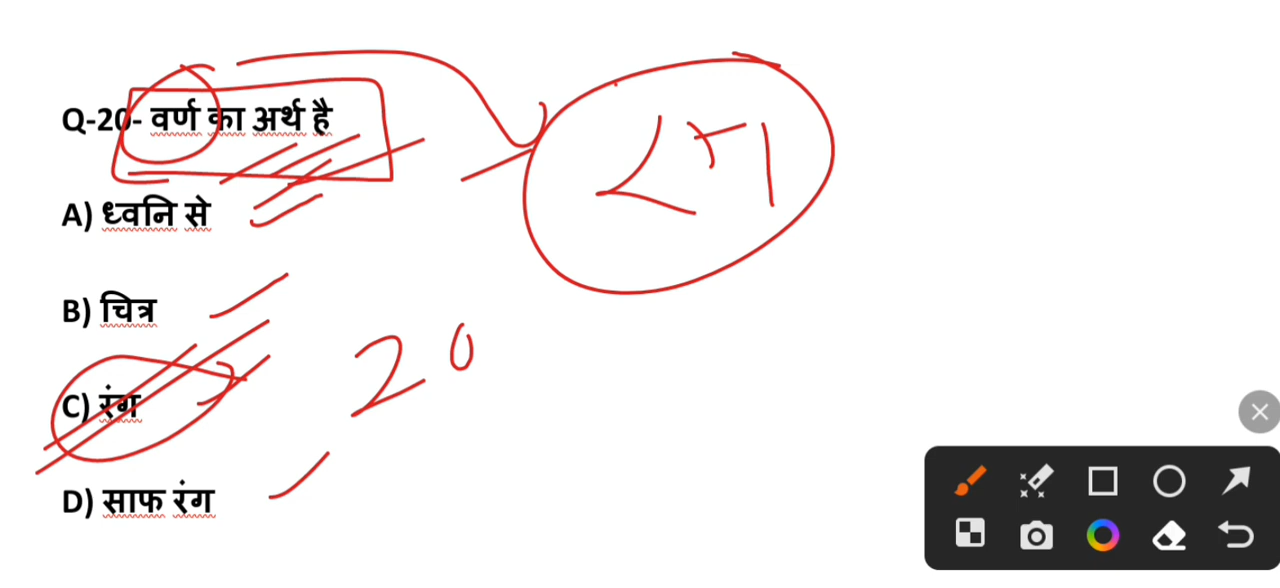 Q-20- वर्ण का अर्थ है
रंग
A) ध्वनि से
B) चित्र
20
C) रंग
D) साफ रंग